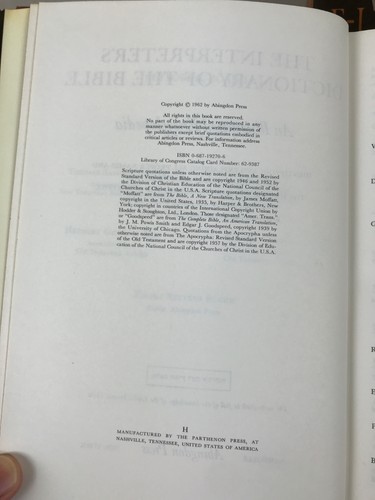 THE INTERPRETER'S
DICTIONARY OF THE BIBLE
Copyright © 1962 by Abingdon Press
All rights in this book are reserved.
No part of the book may be reproduced in any
manner whatsoever without written permission of
the publishers except brief quotations embodied in
critical articles or reviews. For information address
Abingdon Press, Nashville, Tennessee.
ISBN 0-687-19270-6
Library of Congress Catalog Card Number: 62-9387
Scripture quotations unless otherwise noted are from the Revised
Standard Version of the Bible and are copyright 1946 and 1952 by
the Division of Christian Education of the National Council of the
Churches of Christ in the U.S.A. Scripture quotations designated
"Moffatt" are from The Bible, A New Translation, by James Moffatt,
copyright in the United States, 1935, by Harper & Brothers, New
York; copyright in countries of the International Copyright Union by
Hodder & Stoughton, Ltd., London. Those designated "Amer. Trans."
or "Goodspeed" are from The Complete Bible, An American Translation,
by J. M. Powis Smith and Edgar J. Goodspeed, copyright 1939 by
the University of Chicago. Quotations from the Apocrypha unless
otherwise noted are from The Apocrypha: Revised Standard Version
of the Old Testament and are copyright 1957 by the Division of Edu-
cation of the National Council of the Churches of Christ in the U.S.A.
H
MANUFACTURED BY THE PARTHENON PRESS, AT
NASHVILLE, TENNESSEE, UNITED STATES OF AMERICA